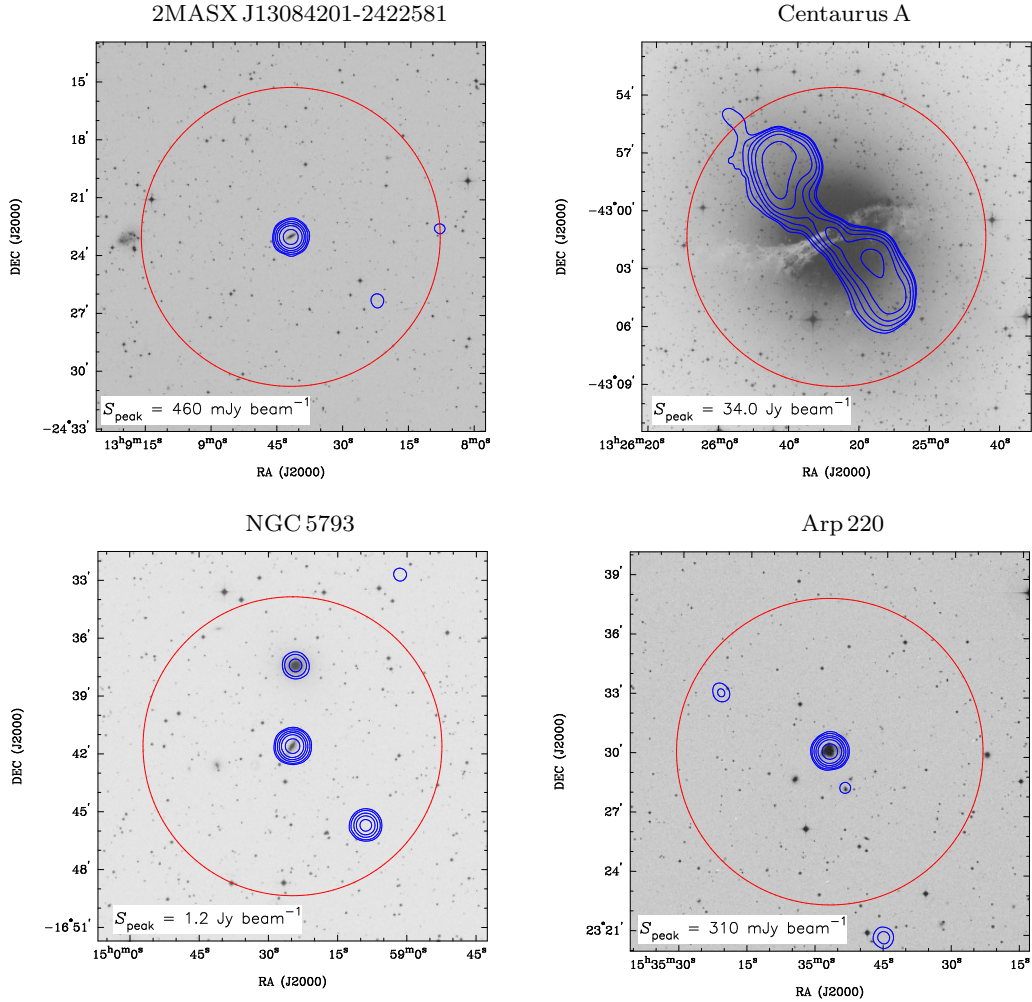 2MASX J13084201-2422581
DEC (J2000)
15′
18′
21′
24′
27′
30′
−24°33′
S_peak = 460 mJy beam⁻¹
13ʰ9ᵐ15ˢ 9ᵐ0ˢ 45ˢ 30ˢ 15ˢ 8ᵐ0ˢ
RA (J2000)
Centaurus A
DEC (J2000)
54′
57′
−43°00′
03′
06′
−43°09′
S_peak = 34.0 Jy beam⁻¹
13ʰ26ᵐ20ˢ 26ᵐ0ˢ 40ˢ 20ˢ 25ᵐ0ˢ 40ˢ
RA (J2000)
NGC 5793
DEC (J2000)
33′
36′
39′
42′
45′
48′
−16°51′
S_peak = 1.2 Jy beam⁻¹
15ʰ0ᵐ0ˢ 45ˢ 30ˢ 15ˢ 59ᵐ0ˢ 45ˢ
RA (J2000)
Arp 220
DEC (J2000)
39′
36′
33′
30′
27′
24′
23°21′
S_peak = 310 mJy beam⁻¹
15ʰ35ᵐ30ˢ 15ˢ 35ᵐ0ˢ 45ˢ 30ˢ 15ˢ
RA (J2000)